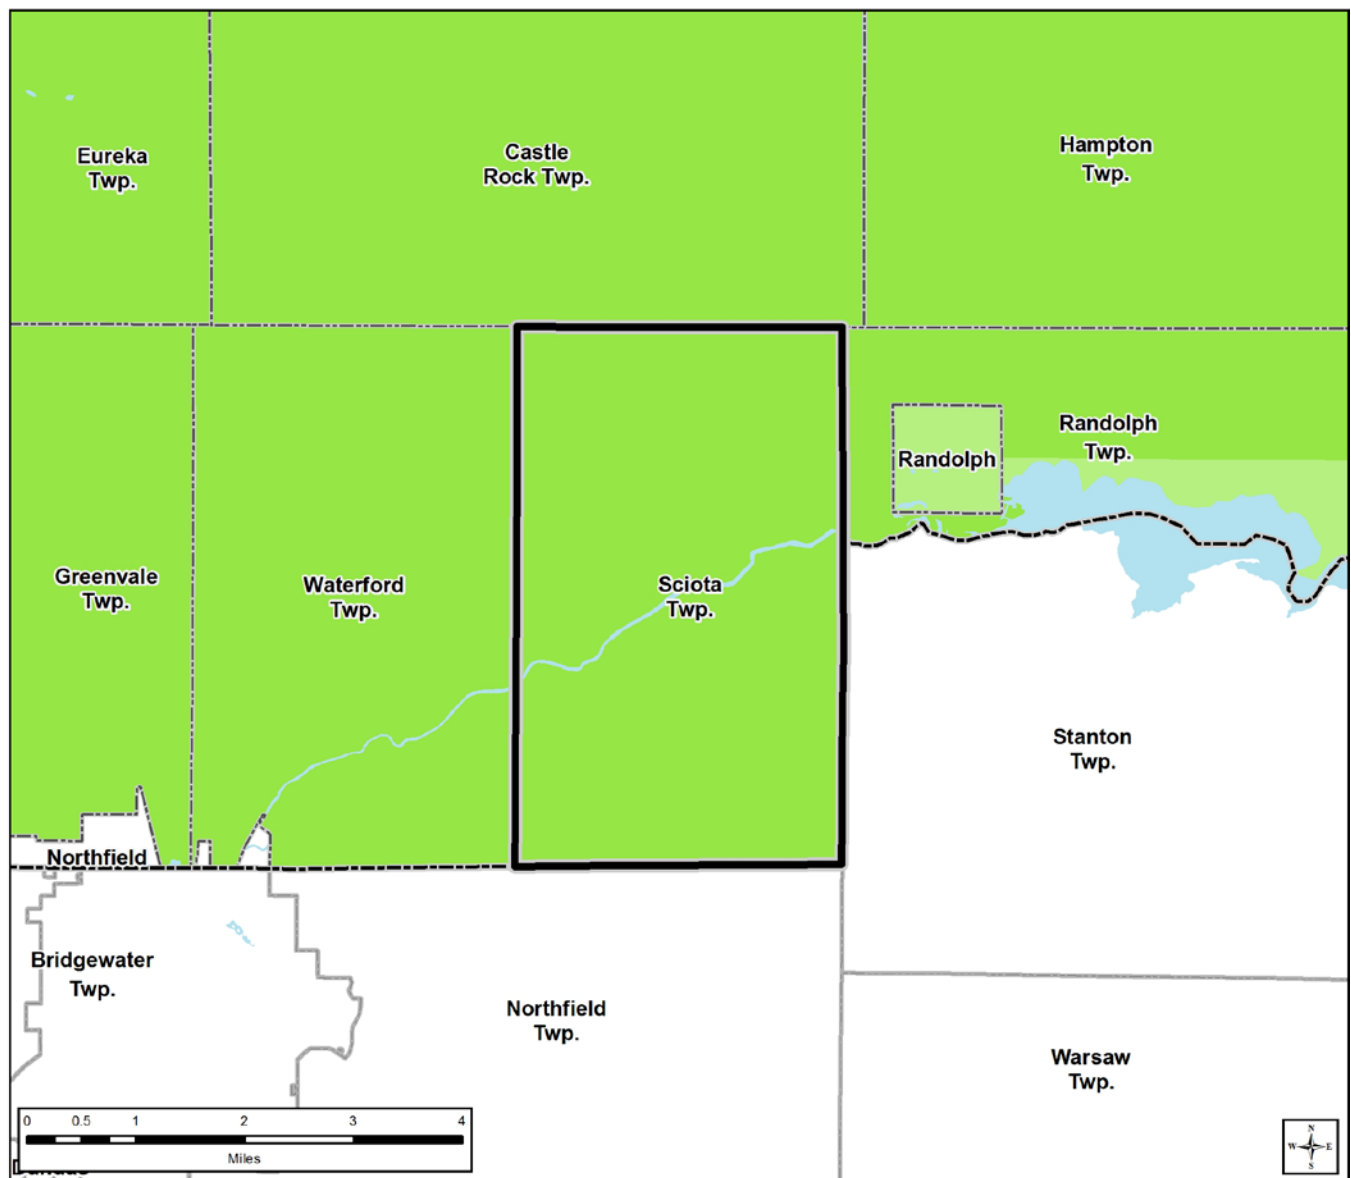 Eureka
Twp.
Castle
Rock Twp.
Hampton
Twp.
Randolph
Twp.
Randolph
Greenvale
Twp.
Waterford
Twp.
Sciota
Twp.
Stanton
Twp.
Northfield
Bridgewater
Twp.
Northfield
Twp.
Warsaw
Twp.
0 0.5 1 2 3 4
Miles
N
W E
S